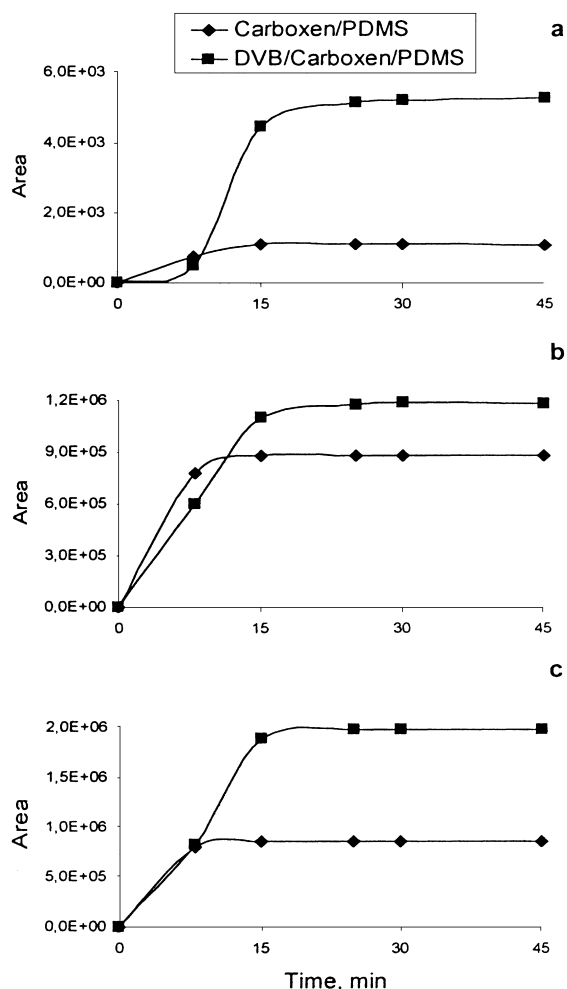 Carboxen/PDMS
DVB/Carboxen/PDMS
a
6,0E+03
4,0E+03
2,0E+03
0,0E+00
Area
0 15 30 45
b
1,2E+06
9,0E+05
6,0E+05
3,0E+05
0,0E+00
Area
0 15 30 45
c
2,0E+06
1,5E+06
1,0E+06
5,0E+05
0,0E+00
Area
0 15 30 45
Time, min